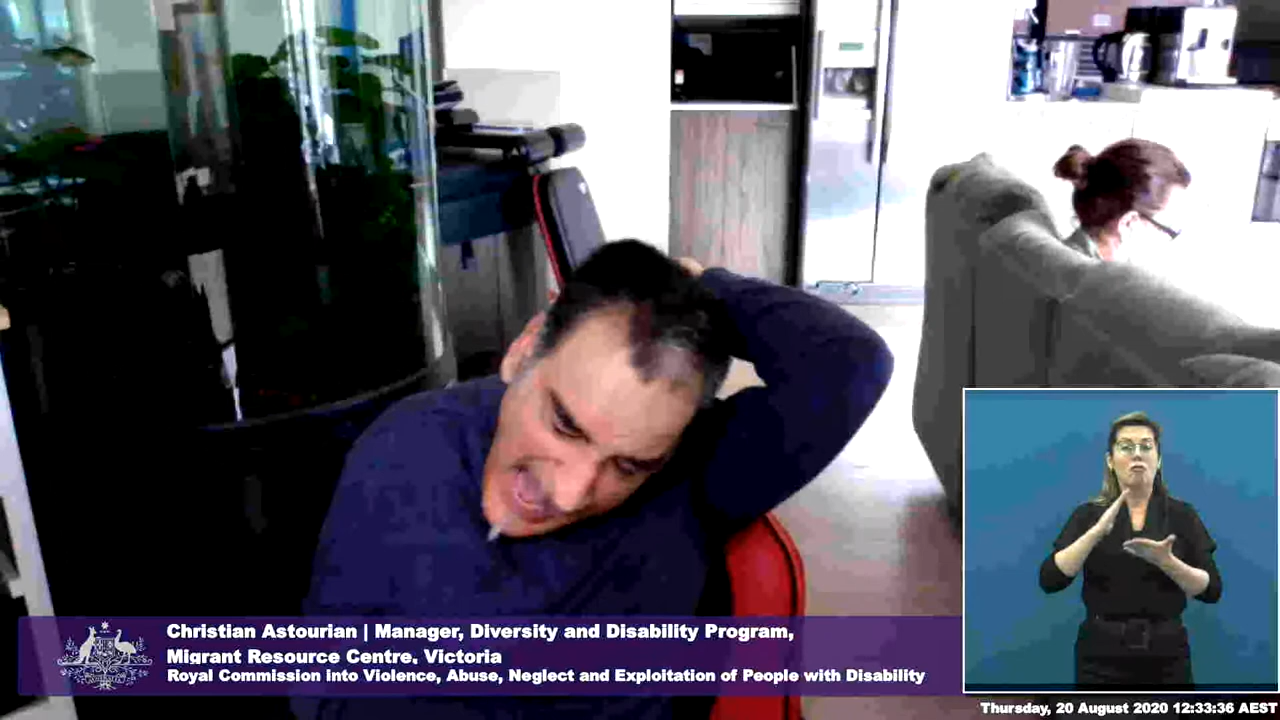 Christian Astourian | Manager, Diversity and Disability Program,
Migrant Resource Centre, Victoria
Royal Commission into Violence, Abuse, Neglect and Exploitation of People with Disability
Thursday, 20 August 2020 12:33:36 AEST